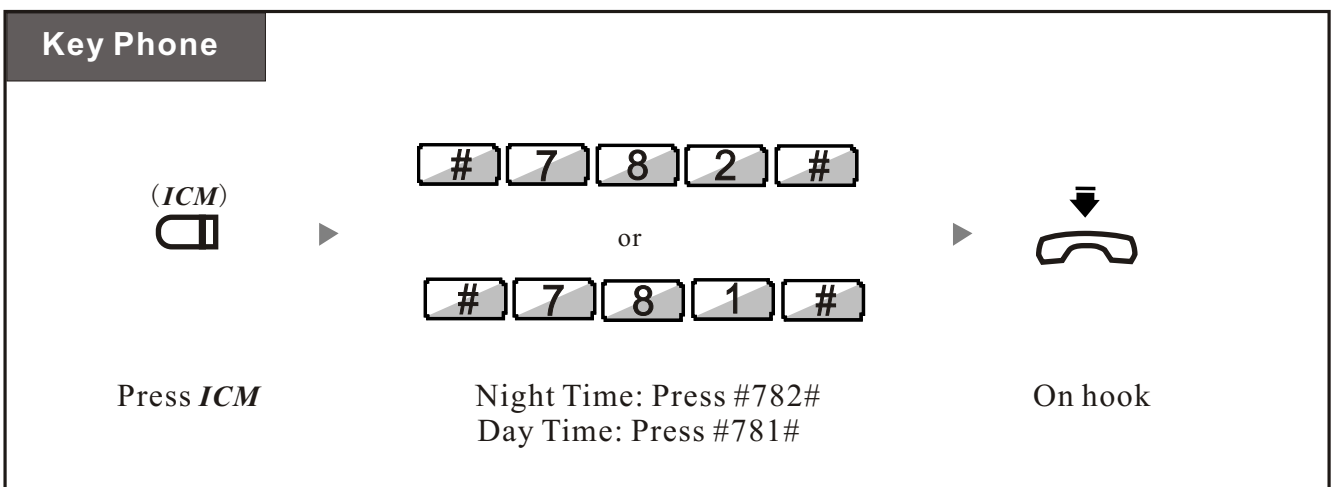 Key Phone
(ICM)
# 7 8 2 #
or
# 7 8 1 #
Press ICM
Night Time: Press #782#
Day Time: Press #781#
On hook